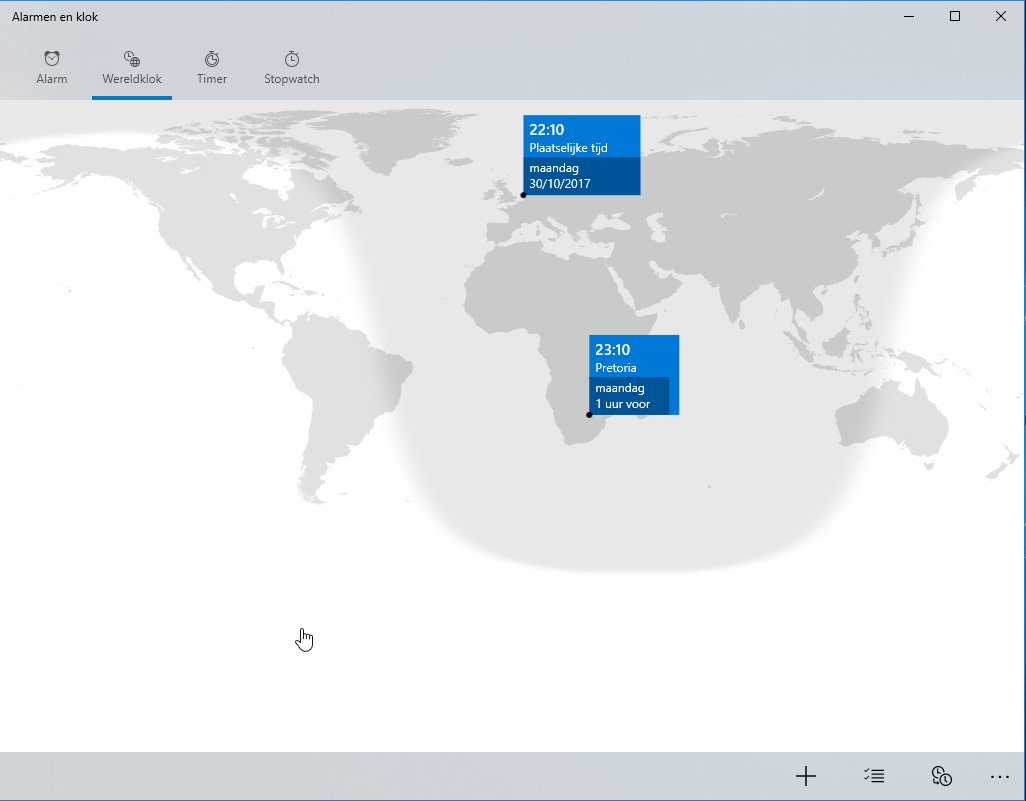 Alarmen en klok
Alarm
Wereldklok
Timer
Stopwatch
22:10
Plaatselijke tijd
maandag
30/10/2017
23:10
Pretoria
maandag
1 uur voor